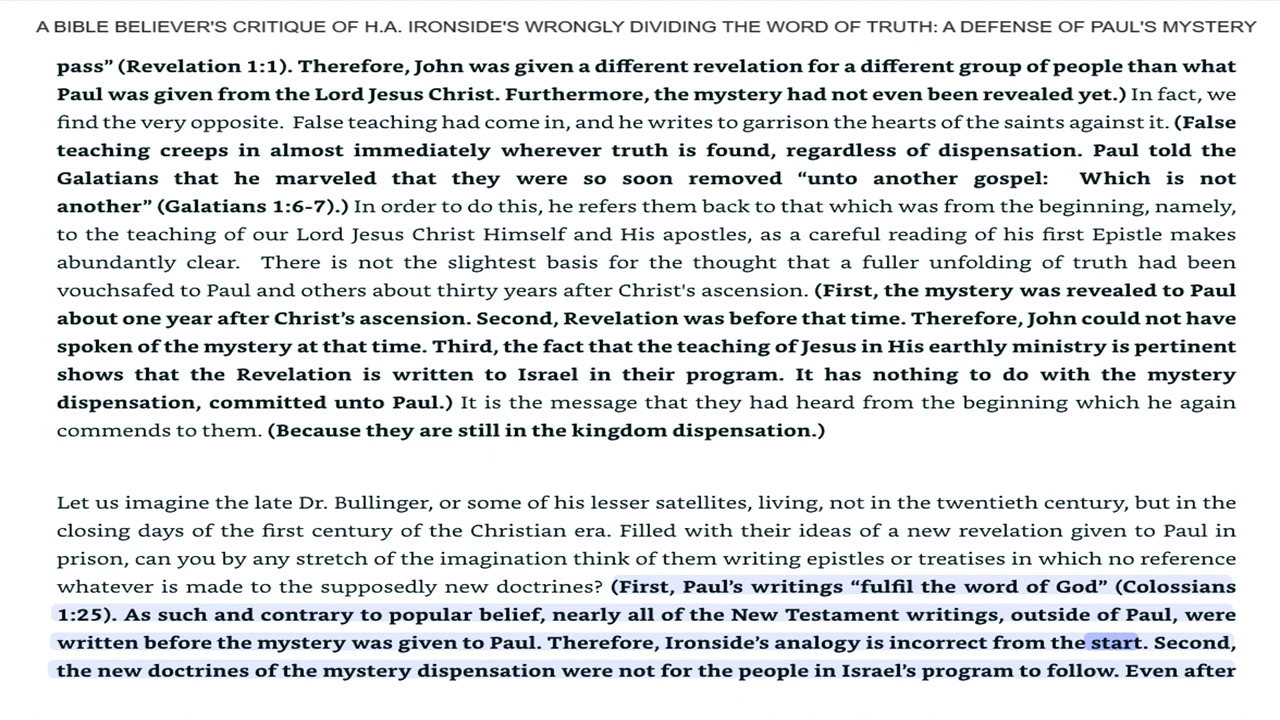 A BIBLE BELIEVER'S CRITIQUE OF H.A. IRONSIDE'S WRONGLY DIVIDING THE WORD OF TRUTH: A DEFENSE OF PAUL'S MYSTERY
pass” (Revelation 1:1). Therefore, John was given a different revelation for a different group of people than what
Paul was given from the Lord Jesus Christ. Furthermore, the mystery had not even been revealed yet.) In fact, we
find the very opposite. False teaching had come in, and he writes to garrison the hearts of the saints against it. (False
teaching creeps in almost immediately wherever truth is found, regardless of dispensation. Paul told the
Galatians that he marveled that they were so soon removed “unto another gospel: Which is not
another” (Galatians 1:6-7).) In order to do this, he refers them back to that which was from the beginning, namely,
to the teaching of our Lord Jesus Christ Himself and His apostles, as a careful reading of his first Epistle makes
abundantly clear. There is not the slightest basis for the thought that a fuller unfolding of truth had been
vouchsafed to Paul and others about thirty years after Christ's ascension. (First, the mystery was revealed to Paul
about one year after Christ’s ascension. Second, Revelation was before that time. Therefore, John could not have
spoken of the mystery at that time. Third, the fact that the teaching of Jesus in His earthly ministry is pertinent
shows that the Revelation is written to Israel in their program. It has nothing to do with the mystery
dispensation, committed unto Paul.) It is the message that they had heard from the beginning which he again
commends to them. (Because they are still in the kingdom dispensation.)
Let us imagine the late Dr. Bullinger, or some of his lesser satellites, living, not in the twentieth century, but in the
closing days of the first century of the Christian era. Filled with their ideas of a new revelation given to Paul in
prison, can you by any stretch of the imagination think of them writing epistles or treatises in which no reference
whatever is made to the supposedly new doctrines? (First, Paul’s writings “fulfil the word of God” (Colossians
1:25). As such and contrary to popular belief, nearly all of the New Testament writings, outside of Paul, were
written before the mystery was given to Paul. Therefore, Ironside’s analogy is incorrect from the start. Second,
the new doctrines of the mystery dispensation were not for the people in Israel’s program to follow. Even after